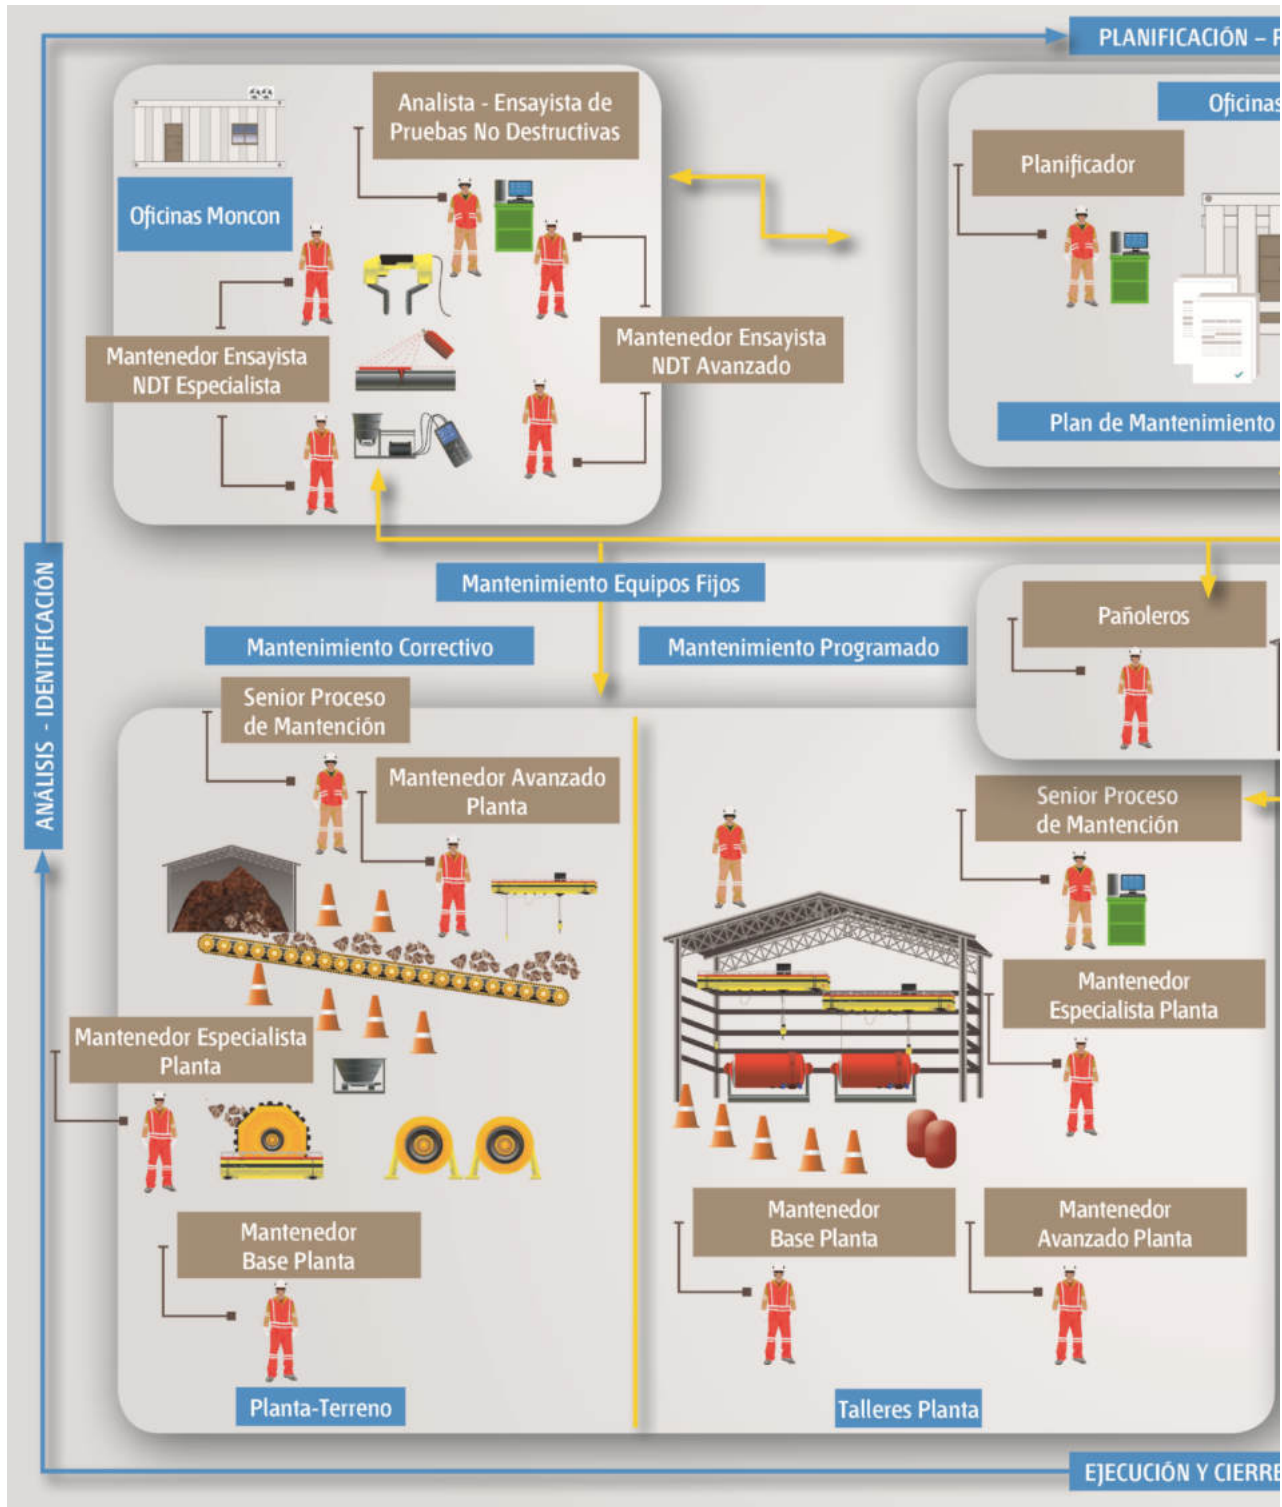 PLANIFICACIÓN –
Analista - Ensayista de
Pruebas No Destructivas
Oficinas Moncon
Mantenedor Ensayista
NDT Especialista
Mantenedor Ensayista
NDT Avanzado
Oficinas
Planificador
Plan de Mantenimiento
ANÁLISIS - IDENTIFICACIÓN
Mantenimiento Equipos Fijos
Mantenimiento Correctivo
Mantenimiento Programado
Pañoleros
Senior Proceso
de Mantención
Mantenedor Avanzado
Planta
Senior Proceso
de Mantención
Mantenedor
Especialista Planta
Mantenedor Especialista
Planta
Mantenedor
Base Planta
Mantenedor
Base Planta
Mantenedor
Avanzado Planta
Planta-Terreno
Talleres Planta
EJECUCIÓN Y CIERRE